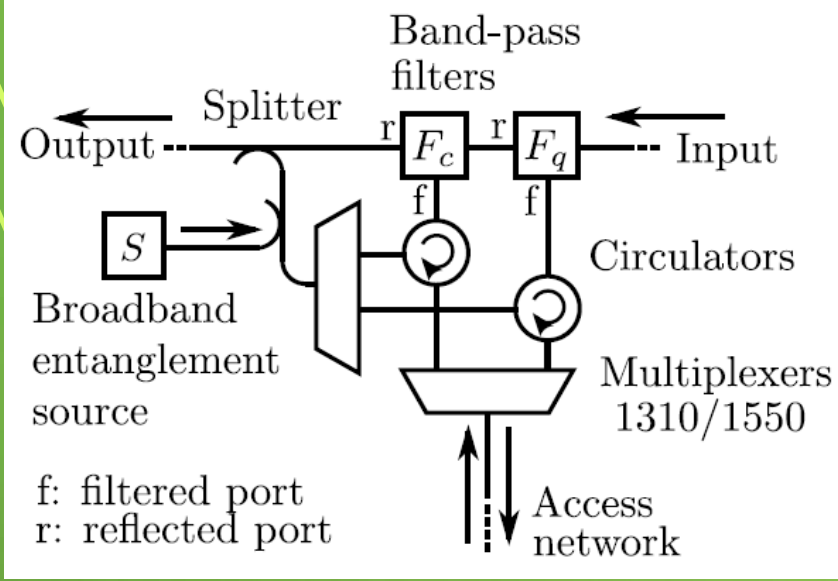 Band-pass
filters
Splitter
r
r
Output
F_c
F_q
Input
f
f
S
Circulators
Broadband
entanglement
source
Multiplexers
1310/1550
f: filtered port
r: reflected port
Access
network